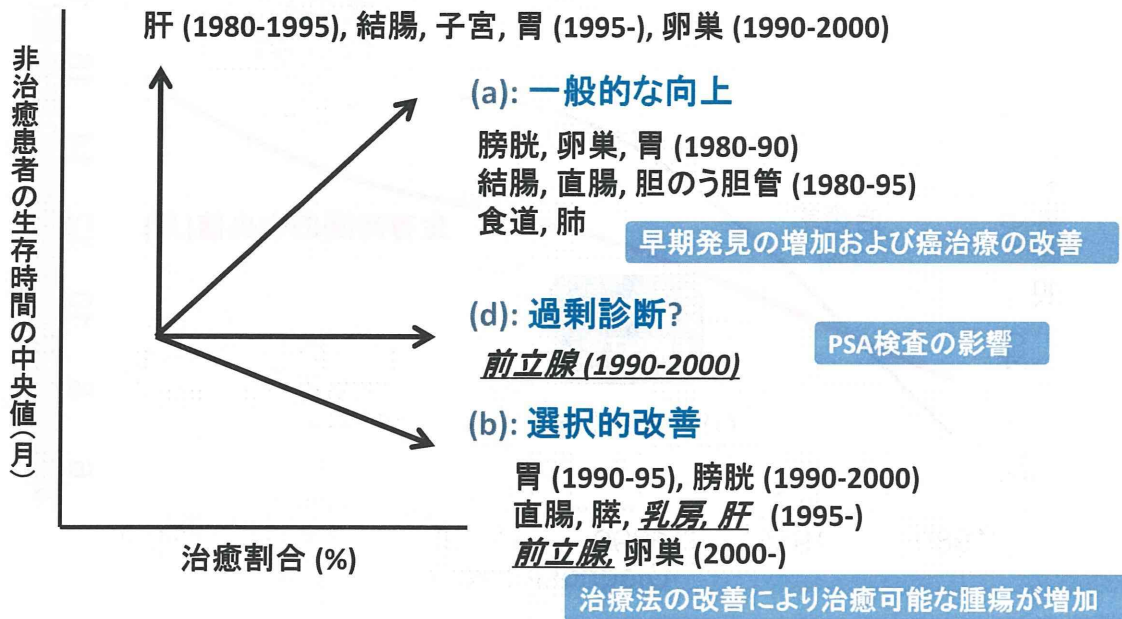 肝 (1980-1995), 結腸, 子宮, 胃 (1995-), 卵巣 (1990-2000)
非治癒患者の生存時間の中央値(月)
(a): 一般的な向上
膀胱, 卵巣, 胃 (1980-90)
結腸, 直腸, 胆のう胆管 (1980-95)
食道, 肺
早期発見の増加および癌治療の改善
(d): 過剰診断?
PSA検査の影響
前立腺 (1990-2000)
(b): 選択的改善
胃 (1990-95), 膀胱 (1990-2000)
直腸, 膵, 乳房, 肝 (1995-)
前立腺, 卵巣 (2000-)
治癒割合 (%)
治療法の改善により治癒可能な腫瘍が増加